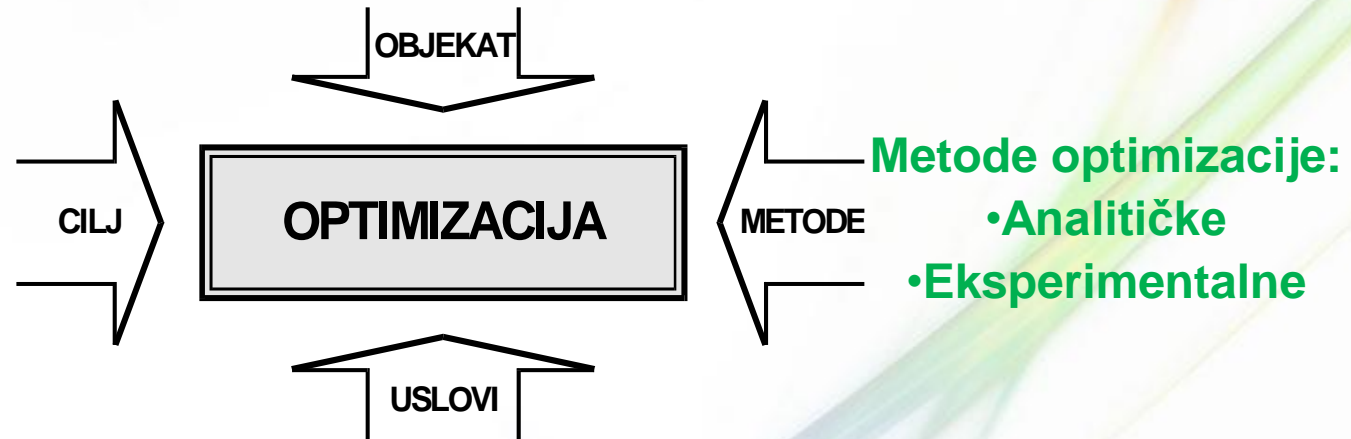 OBJEKAT
CILJ
OPTIMIZACIJA
METODE
USLOVI
Metode optimizacije:
•Analitičke
•Eksperimentalne